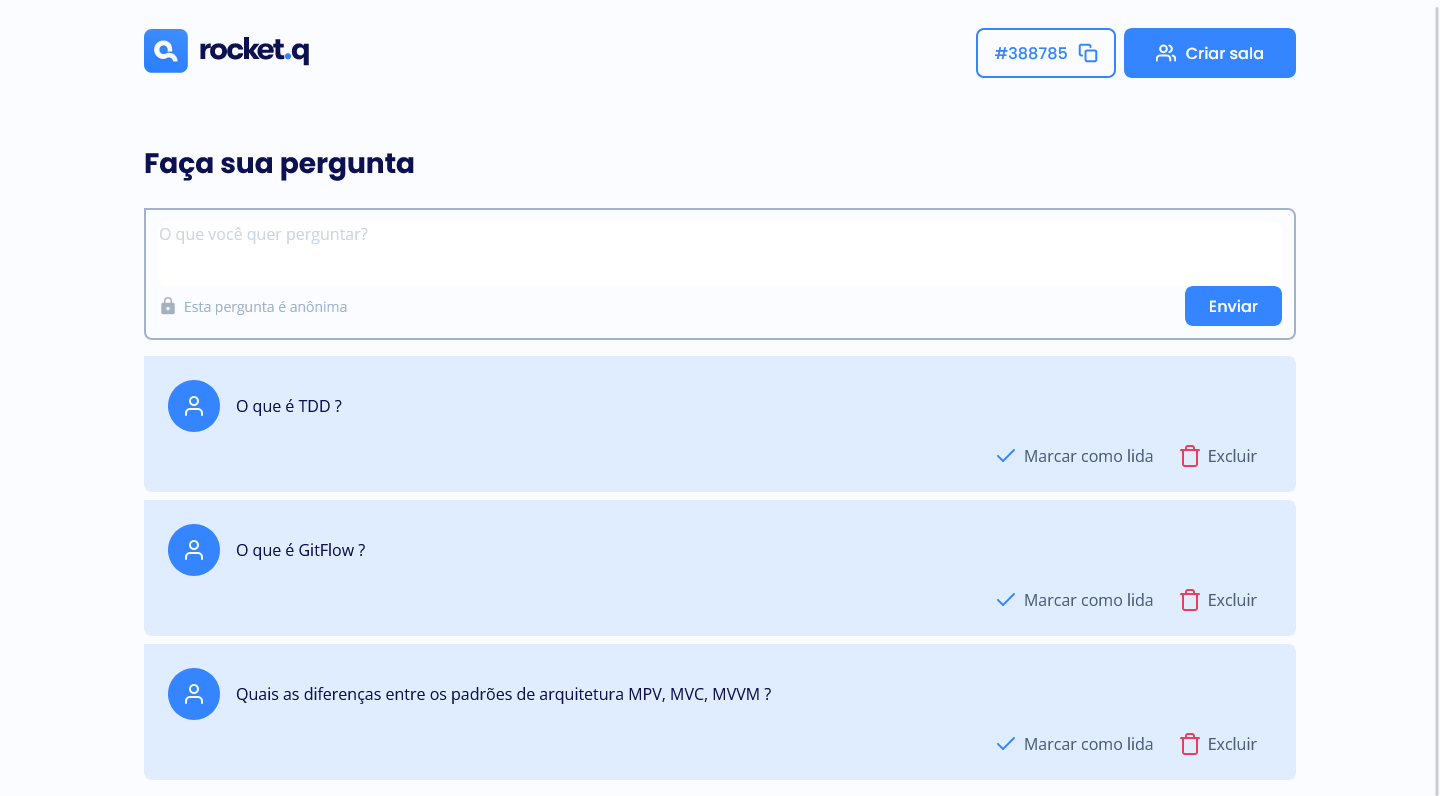 rocket.q
#388785
Criar sala
Faça sua pergunta
O que você quer perguntar?
Esta pergunta é anônima
Enviar
O que é TDD ?
Marcar como lida
Excluir
O que é GitFlow ?
Marcar como lida
Excluir
Quais as diferenças entre os padrões de arquitetura MPV, MVC, MVVM ?
Marcar como lida
Excluir